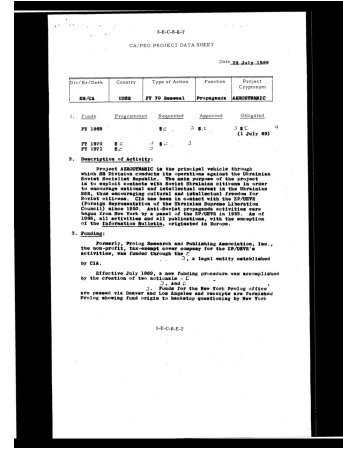 S-E-C-R-E-T
CA/PEG PROJECT DATA SHEET
Date 22 July 1969
Div/Br/Desk Country Type of Action Function Project Cryptonym
SB/CA USSR FY 70 Renewal Propaganda AERODYNAMIC
1. Funds Programmed Requested Approved Obligated
FY 1969 $ $ $
(1 July 69)
FY 1970 $ $
FY 1971 $
2. Description of Activity:
Project AERODYNAMIC is the principal vehicle through
which SB Division conducts its operations against the Ukrainian
Soviet Socialist Republic. The main purpose of the project
is to exploit contacts with Soviet Ukrainian citizens in order
to encourage national and intellectual unrest in the Ukrainian
SSR, thus encouraging cultural and intellectual freedom for
Soviet citizens. CIA has been in contact with the ZP/UHVR
(Foreign Representation of the Ukrainian Supreme Liberation
Council) since 1950. Anti-Soviet propaganda activities were
begun from New York by a panel of the ZP/UHVR in 1955. As of
1968, all activities and all publications, with the exception
of the Information Bulletin, originated in Europe.
3. Funding:
Formerly, Prolog Research and Publishing Association, Inc.,
the non-profit, tax-exempt cover company for the ZP/UHVR's
activities, was funded through the
, a legal entity established
by CIA.
Effective July 1968, a new funding procedure was accomplished
by the creation of two notionals -
, and
. Funds for the New York Prolog office
are passed via Denver and Los Angeles and receipts are furnished
Prolog showing fund origin to backstop questioning by New York
S-E-C-R-E-T